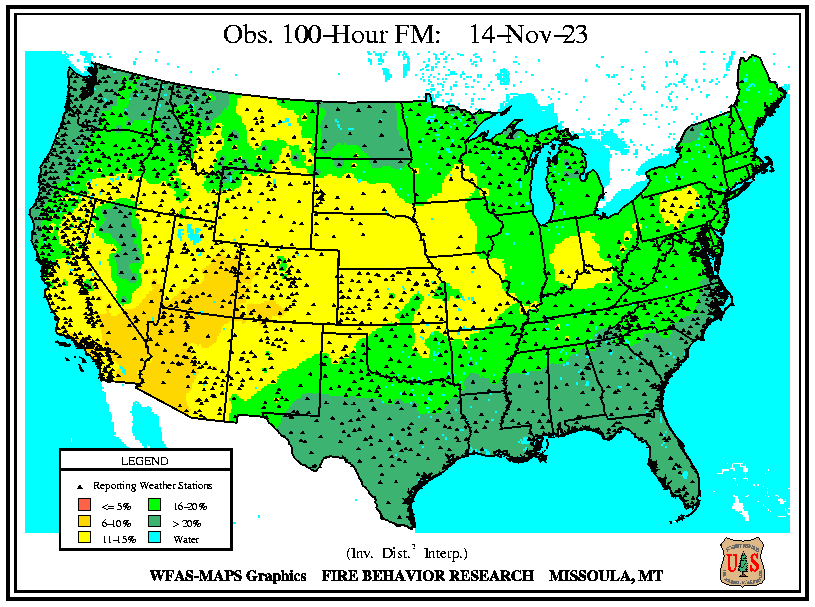 Obs. 100-Hour FM: 14-Nov-23
LEGEND
Reporting Weather Stations
<= 5% 16-20%
6-10% > 20%
11-15% Water
(Inv. Dist.² Interp.)
WFAS-MAPS Graphics FIRE BEHAVIOR RESEARCH MISSOULA, MT
U S